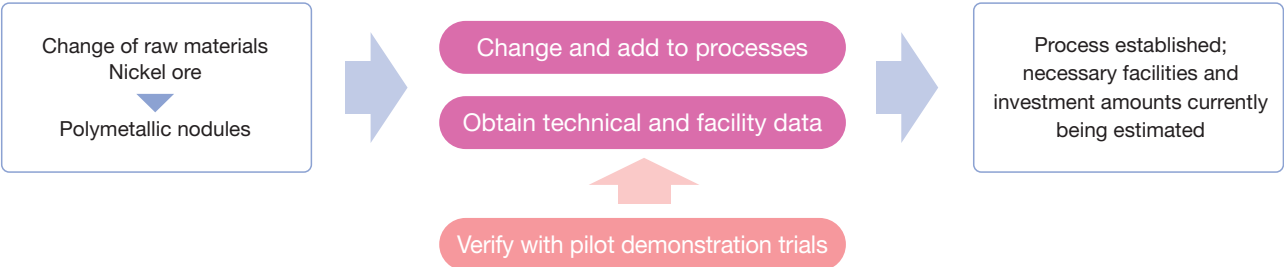 Change of raw materials
Nickel ore
Polymetallic nodules
Change and add to processes
Obtain technical and facility data
Verify with pilot demonstration trials
Process established;
necessary facilities and
investment amounts currently
being estimated